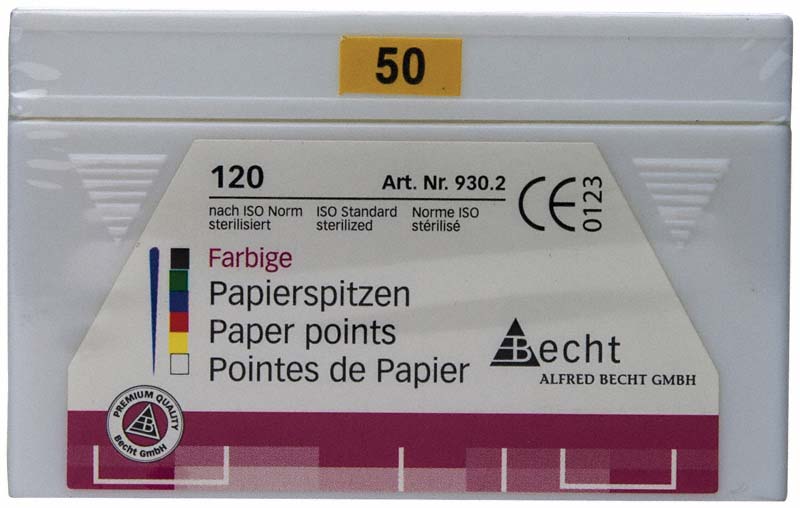 50
120 Art. Nr. 930.2
nach ISO Norm ISO Standard Norme ISO
sterilisiert sterilized stérilisé
CE 0123
Farbige
Papierspitzen
Paper points
Pointes de Papier
Becht
ALFRED BECHT GMBH
PREMIUM QUALITY
B
Becht GmbH